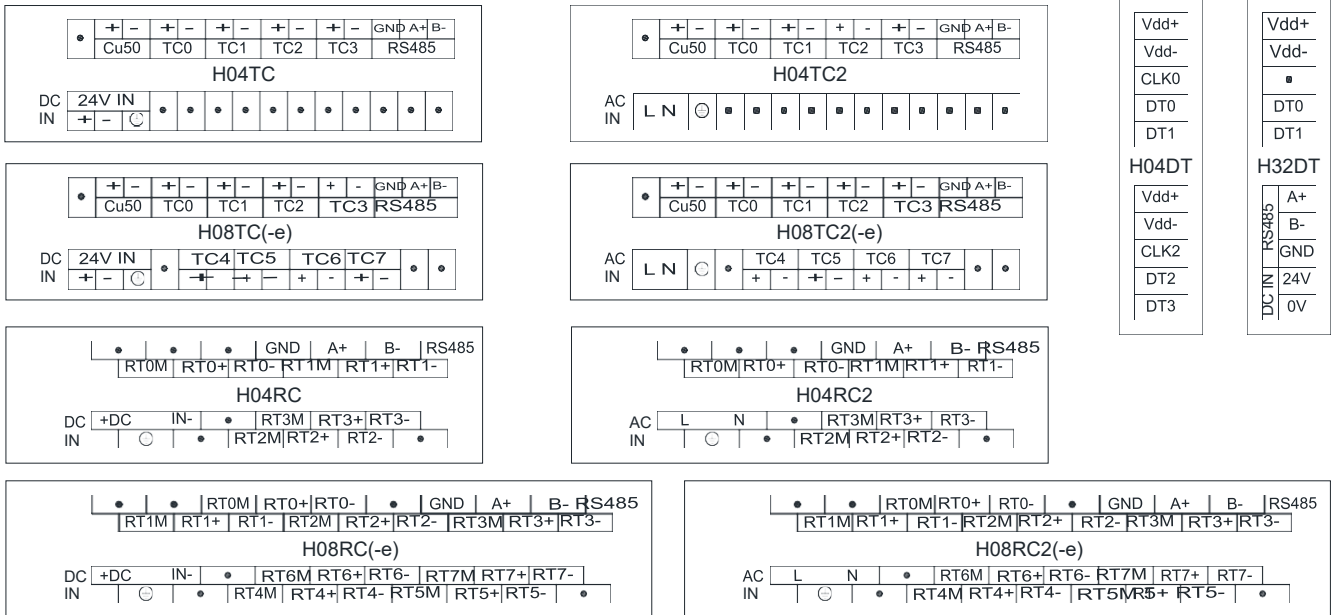 + - + - + - + - + - GND A+ B-
Cu50 TC0 TC1 TC2 TC3 RS485
H04TC
DC IN 24V IN
+ -
+ - + - + - + - + - GND A+ B-
Cu50 TC0 TC1 TC2 TC3 RS485
H04TC2
AC IN L N
Vdd+
Vdd-
CLK0
DT0
DT1
H04DT
Vdd+
Vdd-
CLK2
DT2
DT3
Vdd+
Vdd-
DT0
DT1
H32DT
RS485
A+
B-
GND
DC IN
24V
0V
+ - + - + - + - + - GND A+ B-
Cu50 TC0 TC1 TC2 TC3 RS485
H08TC(-e)
DC IN 24V IN TC4 TC5 TC6 TC7
+ - + - + - + - + -
+ - + - + - + - + - GND A+ B-
Cu50 TC0 TC1 TC2 TC3 RS485
H08TC2(-e)
AC IN L N TC4 TC5 TC6 TC7
+ - + - + - + -
GND A+ B- RS485
RT0M RT0+ RT0- RT1M RT1+ RT1-
H04RC
DC +DC IN- RT3M RT3+ RT3-
IN RT2M RT2+ RT2-
GND A+ B- RS485
RT0M RT0+ RT0- RT1M RT1+ RT1-
H04RC2
AC L N RT3M RT3+ RT3-
IN RT2M RT2+ RT2-
RT0M RT0+ RT0- GND A+ B- RS485
RT1M RT1+ RT1- RT2M RT2+ RT2- RT3M RT3+ RT3-
H08RC(-e)
DC +DC IN- RT6M RT6+ RT6- RT7M RT7+ RT7-
IN RT4M RT4+ RT4- RT5M RT5+ RT5-
RT0M RT0+ RT0- GND A+ B- RS485
RT1M RT1+ RT1- RT2M RT2+ RT2- RT3M RT3+ RT3-
H08RC2(-e)
AC L N RT6M RT6+ RT6- RT7M RT7+ RT7-
IN RT4M RT4+ RT4- RT5M RT5+ RT5-